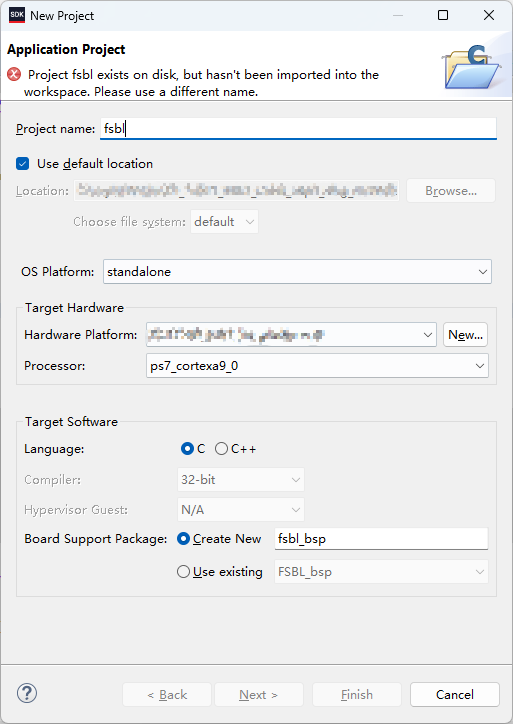 SDK New Project
Application Project
Project fsbl exists on disk, but hasn't been imported into the
workspace. Please use a different name.
Project name: fsbl
Use default location
Location: Browse...
Choose file system: default
OS Platform: standalone
Target Hardware
Hardware Platform: New...
Processor: ps7_cortexa9_0
Target Software
Language: C C++
Compiler: 32-bit
Hypervisor Guest: N/A
Board Support Package: Create New fsbl_bsp
Use existing FSBL_bsp
? < Back Next > Finish Cancel